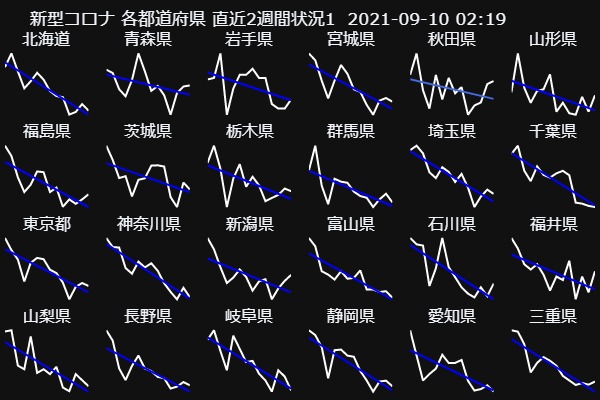 新型コロナ 各都道府県 直近2週間状況1 2021-09-10 02:19
北海道 青森県 岩手県 宮城県 秋田県 山形県
福島県 茨城県 栃木県 群馬県 埼玉県 千葉県
東京都 神奈川県 新潟県 富山県 石川県 福井県
山梨県 長野県 岐阜県 静岡県 愛知県 三重県